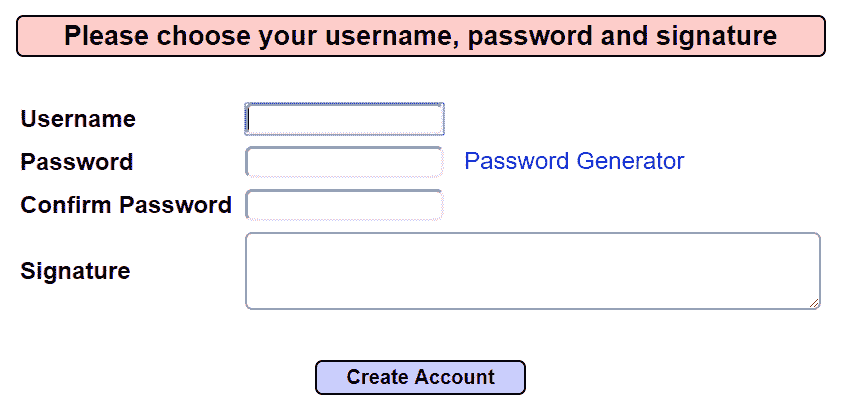 Please choose your username, password and signature
Username
Password Password Generator
Confirm Password
Signature
Create Account